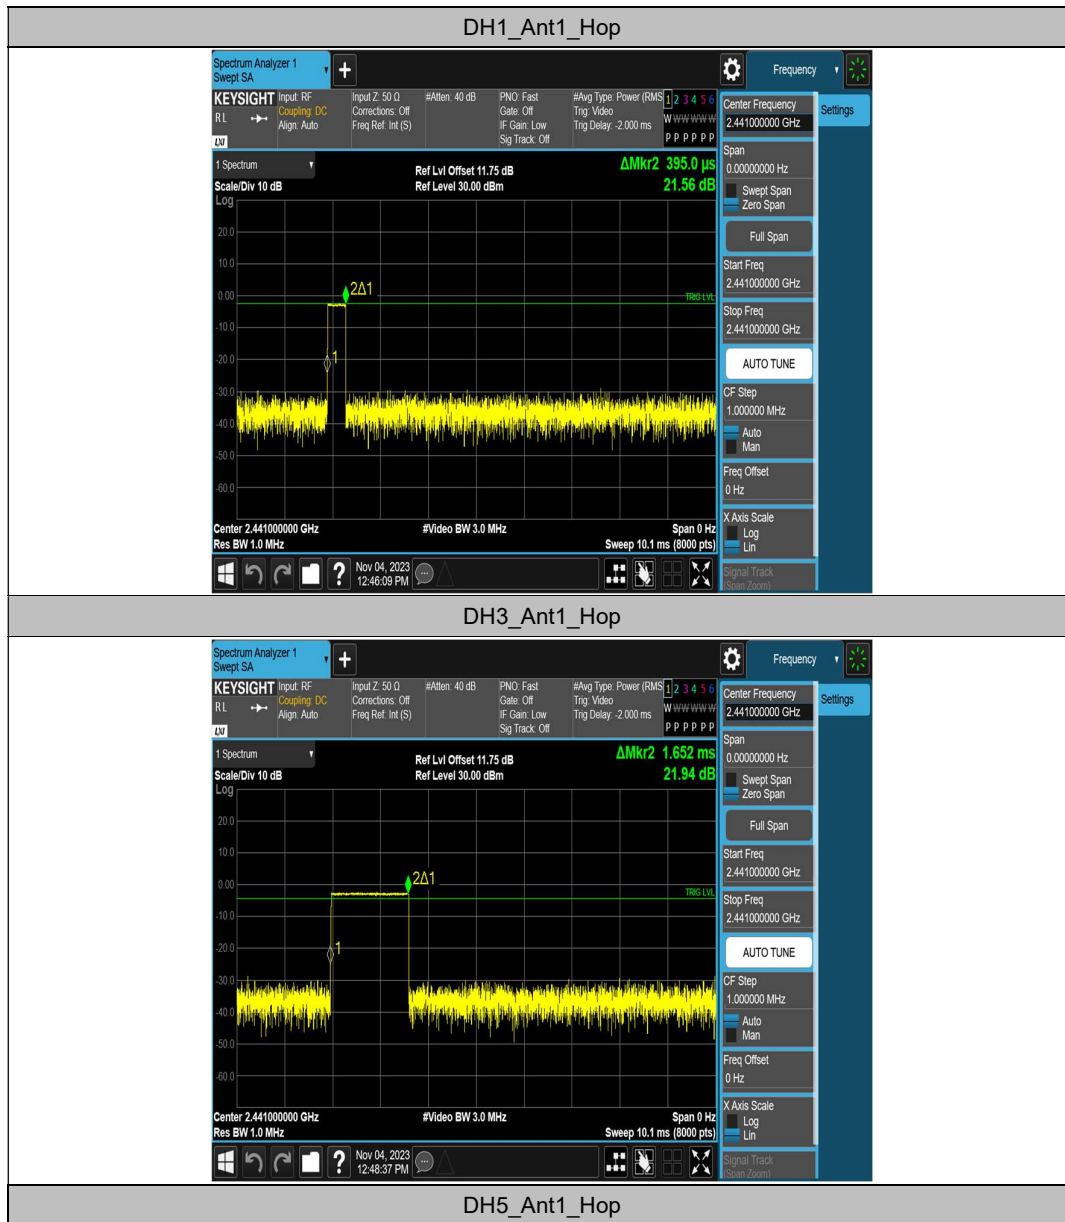 DH1_Ant1_Hop
Spectrum Analyzer 1
Swept SA
+
Frequency
KEYSIGHT
RL
LXI
Input: RF
Coupling: DC
Align: Auto
Input Z: 50 Ω
Corrections: Off
Freq Ref: Int (S)
#Atten: 40 dB
PNO: Fast
Gate: Off
IF Gain: Low
Sig Track: Off
#Avg Type: Power (RMS
Trig: Video
Trig Delay: -2.000 ms
1 2 3 4 5 6
W W W W W W
P P P P P P
Center Frequency
2.441000000 GHz
Settings
Span
0.00000000 Hz
Swept Span
Zero Span
Full Span
Start Freq
2.441000000 GHz
Stop Freq
2.441000000 GHz
AUTO TUNE
CF Step
1.000000 MHz
Auto
Man
Freq Offset
0 Hz
X Axis Scale
Log
Lin
Signal Track
(Span Zoom)
1 Spectrum
Scale/Div 10 dB
Ref Lvl Offset 11.75 dB
Ref Level 30.00 dBm
ΔMkr2 395.0 µs
21.56 dB
Log
20.0
10.0
0.00
-10.0
-20.0
-30.0
-40.0
-50.0
-60.0
2Δ1
1
TRIG LVL
Center 2.441000000 GHz
Res BW 1.0 MHz
#Video BW 3.0 MHz
Span 0 Hz
Sweep 10.1 ms (8000 pts)
?
Nov 04, 2023
12:46:09 PM
DH3_Ant1_Hop
Spectrum Analyzer 1
Swept SA
+
Frequency
KEYSIGHT
RL
LXI
Input: RF
Coupling: DC
Align: Auto
Input Z: 50 Ω
Corrections: Off
Freq Ref: Int (S)
#Atten: 40 dB
PNO: Fast
Gate: Off
IF Gain: Low
Sig Track: Off
#Avg Type: Power (RMS
Trig: Video
Trig Delay: -2.000 ms
1 2 3 4 5 6
W W W W W W
P P P P P P
Center Frequency
2.441000000 GHz
Settings
Span
0.00000000 Hz
Swept Span
Zero Span
Full Span
Start Freq
2.441000000 GHz
Stop Freq
2.441000000 GHz
AUTO TUNE
CF Step
1.000000 MHz
Auto
Man
Freq Offset
0 Hz
X Axis Scale
Log
Lin
Signal Track
(Span Zoom)
1 Spectrum
Scale/Div 10 dB
Ref Lvl Offset 11.75 dB
Ref Level 30.00 dBm
ΔMkr2 1.652 ms
21.94 dB
Log
20.0
10.0
0.00
-10.0
-20.0
-30.0
-40.0
-50.0
-60.0
2Δ1
1
TRIG LVL
Center 2.441000000 GHz
Res BW 1.0 MHz
#Video BW 3.0 MHz
Span 0 Hz
Sweep 10.1 ms (8000 pts)
?
Nov 04, 2023
12:48:37 PM
DH5_Ant1_Hop